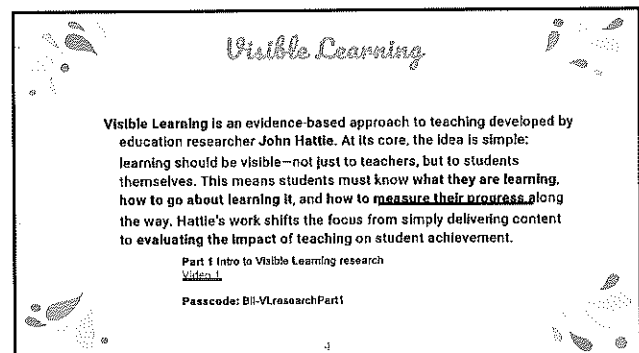 Visible Learning
Visible Learning is an evidence-based approach to teaching developed by
education researcher John Hattie. At its core, the idea is simple:
learning should be visible—not just to teachers, but to students
themselves. This means students must know what they are learning,
how to go about learning it, and how to measure their progress along
the way. Hattie's work shifts the focus from simply delivering content
to evaluating the impact of teaching on student achievement.
Part 1 Intro to Visible Learning research
Video 1
Passcode:
4